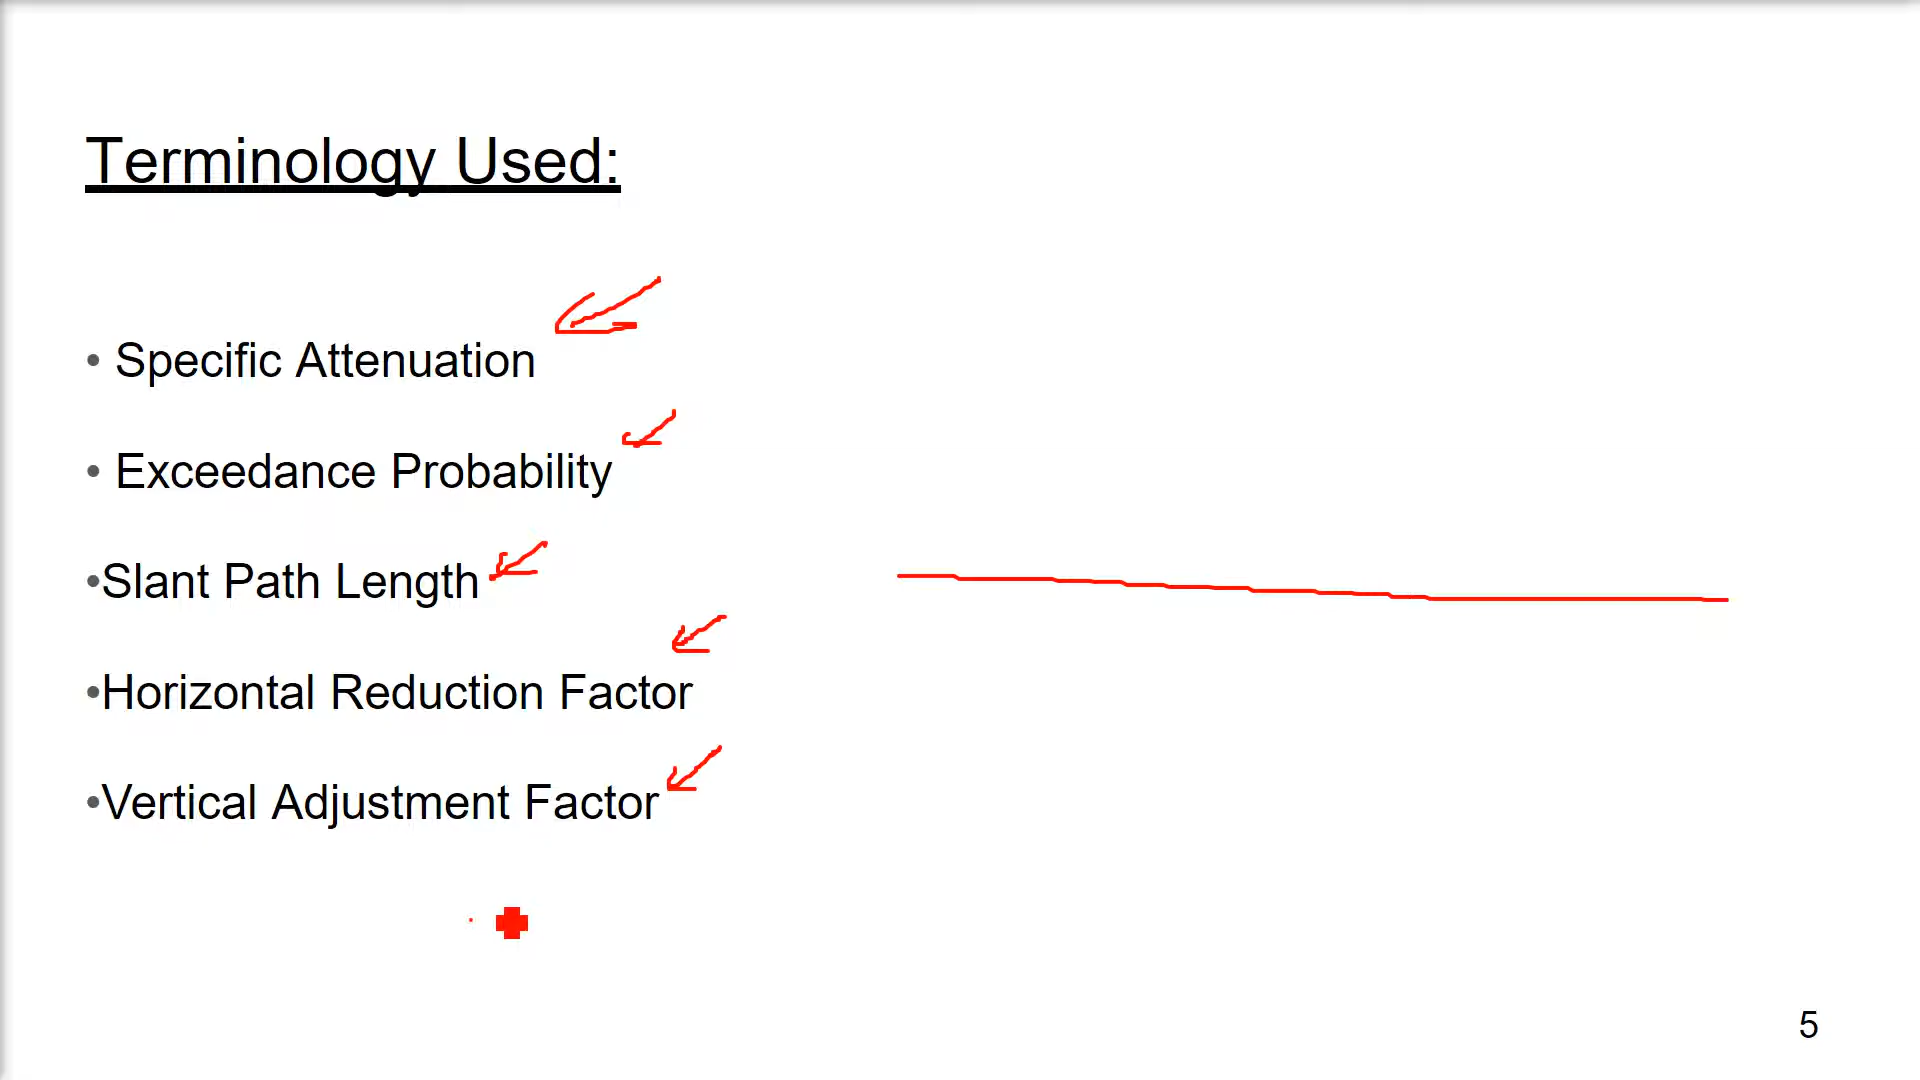 Terminology Used:
• Specific Attenuation
• Exceedance Probability
•Slant Path Length
•Horizontal Reduction Factor
•Vertical Adjustment Factor
5